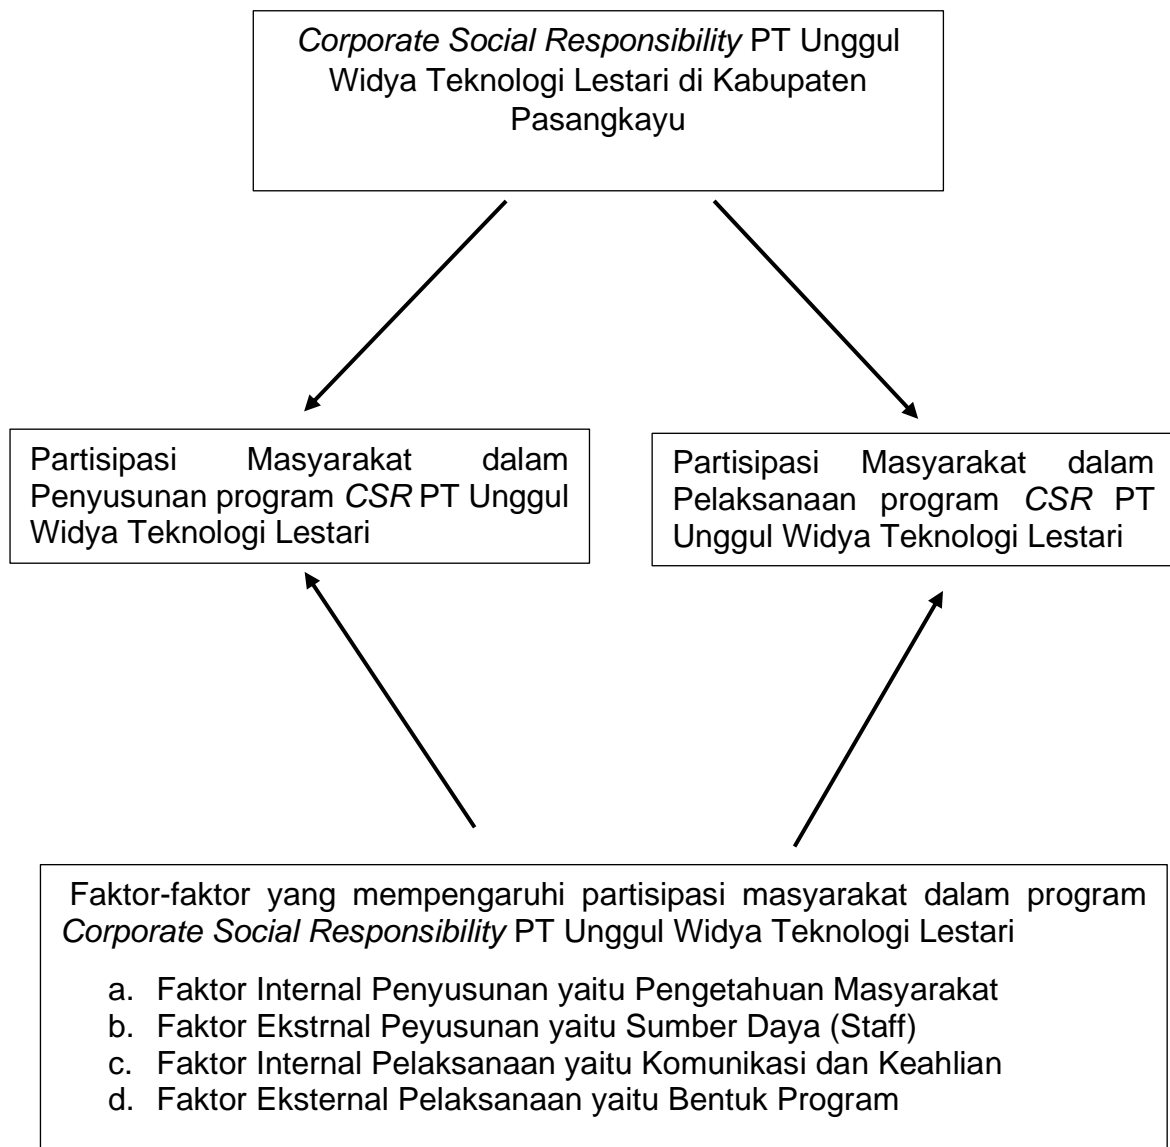 Corporate Social Responsibility PT Unggul
Widya Teknologi Lestari di Kabupaten
Pasangkayu
Partisipasi Masyarakat dalam
Penyusunan program CSR PT Unggul
Widya Teknologi Lestari
Partisipasi Masyarakat dalam
Pelaksanaan program CSR PT
Unggul Widya Teknologi Lestari
Faktor-faktor yang mempengaruhi partisipasi masyarakat dalam program
Corporate Social Responsibility PT Unggul Widya Teknologi Lestari
a. Faktor Internal Penyusunan yaitu Pengetahuan Masyarakat
b. Faktor Ekstrnal Peyusunan yaitu Sumber Daya (Staff)
c. Faktor Internal Pelaksanaan yaitu Komunikasi dan Keahlian
d. Faktor Eksternal Pelaksanaan yaitu Bentuk Program